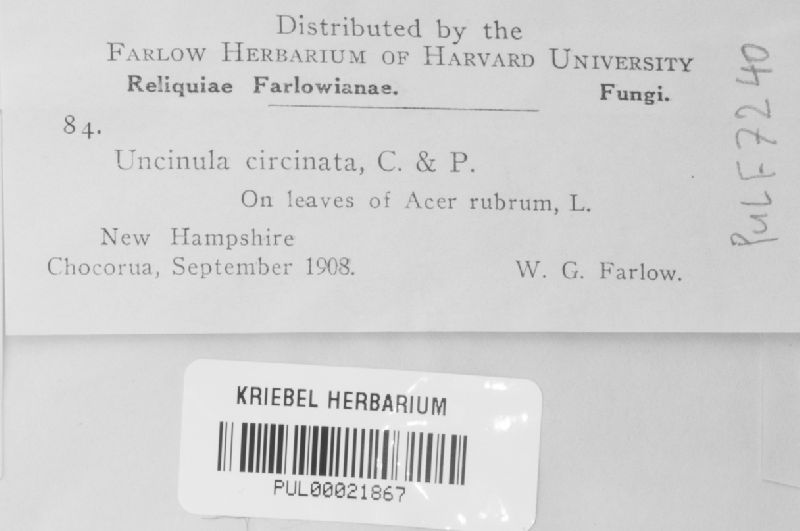 Distributed by the
FARLOW HERBARIUM OF HARVARD UNIVERSITY
Reliquiae Farlowianae. Fungi.
84.
Uncinula circinata, C. & P.
On leaves of Acer rubrum, L.
New Hampshire
Chocorua, September 1908. W. G. Farlow.
PUL F7240
KRIEBEL HERBARIUM
PUL00021867